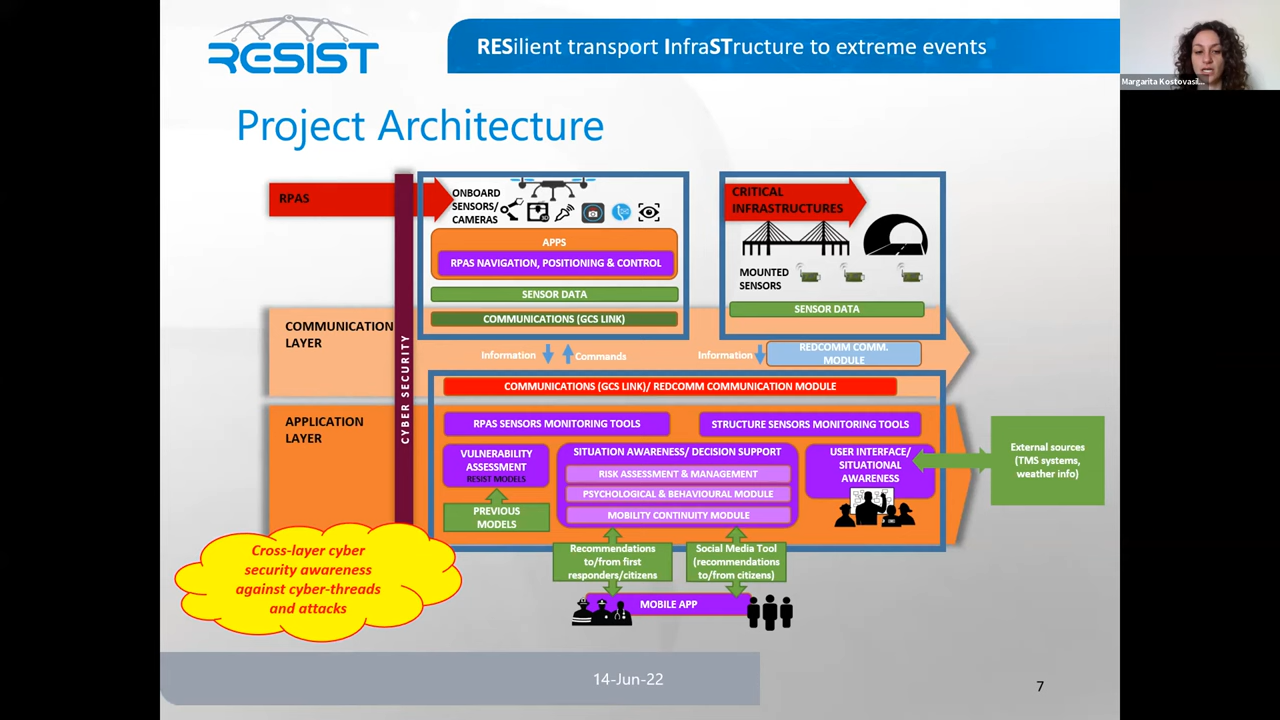 RESIST
RESilient transport InfraSTructure to extreme events
Margarita Kostovasil...
Project Architecture
RPAS
ONBOARD
SENSORS/
CAMERAS
APPS
RPAS NAVIGATION, POSITIONING & CONTROL
SENSOR DATA
COMMUNICATIONS (GCS LINK)
CRITICAL
INFRASTRUCTURES
MOUNTED
SENSORS
SENSOR DATA
COMMUNICATION
LAYER
CYBER SECURITY
Information
Commands
Information
REDCOMM COMM.
MODULE
COMMUNICATIONS (GCS LINK)/ REDCOMM COMMUNICATION MODULE
APPLICATION
LAYER
RPAS SENSORS MONITORING TOOLS
STRUCTURE SENSORS MONITORING TOOLS
VULNERABILITY
ASSESSMENT
RESIST MODELS
PREVIOUS
MODELS
SITUATION AWARENESS/ DECISION SUPPORT
RISK ASSESSMENT & MANAGEMENT
PSYCHOLOGICAL & BEHAVIOURAL MODULE
MOBILITY CONTINUITY MODULE
USER INTERFACE/
SITUATIONAL
AWARENESS
External sources
(TMS systems,
weather info)
Cross-layer cyber
security awareness
against cyber-threads
and attacks
Recommendations
to/from first
responders/citizens
Social Media Tool
(recommendations
to/from citizens)
MOBILE APP
14-Jun-22
7